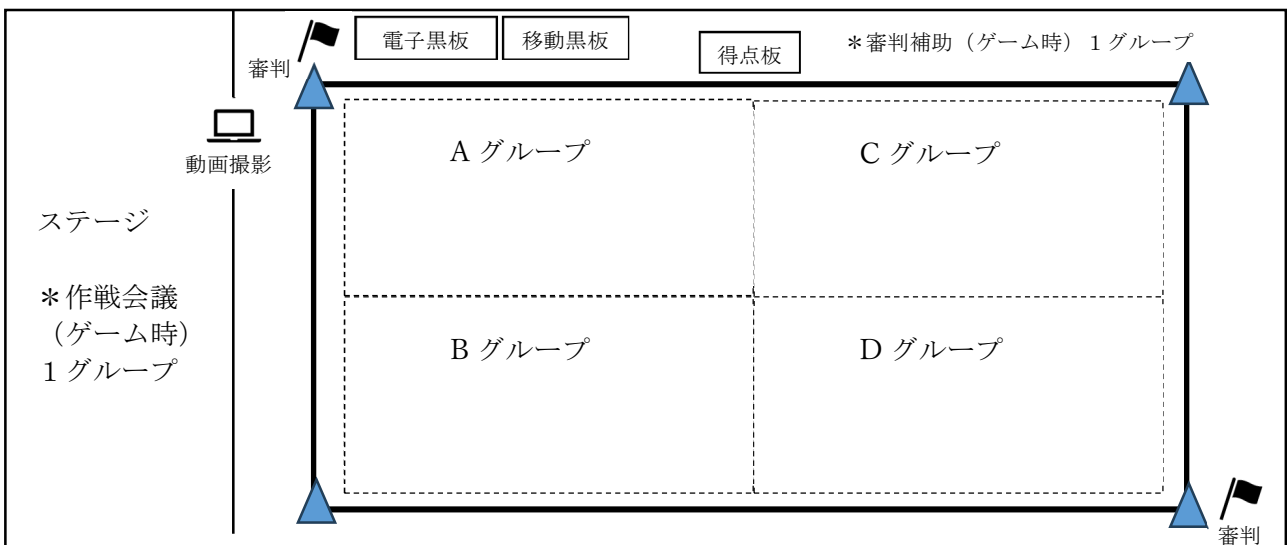 電子黒板
移動黒板
得点板
＊審判補助（ゲーム時）１グループ
審判
動画撮影
A グループ
C グループ
ステージ
＊作戦会議
（ゲーム時）
１グループ
B グループ
D グループ
審判